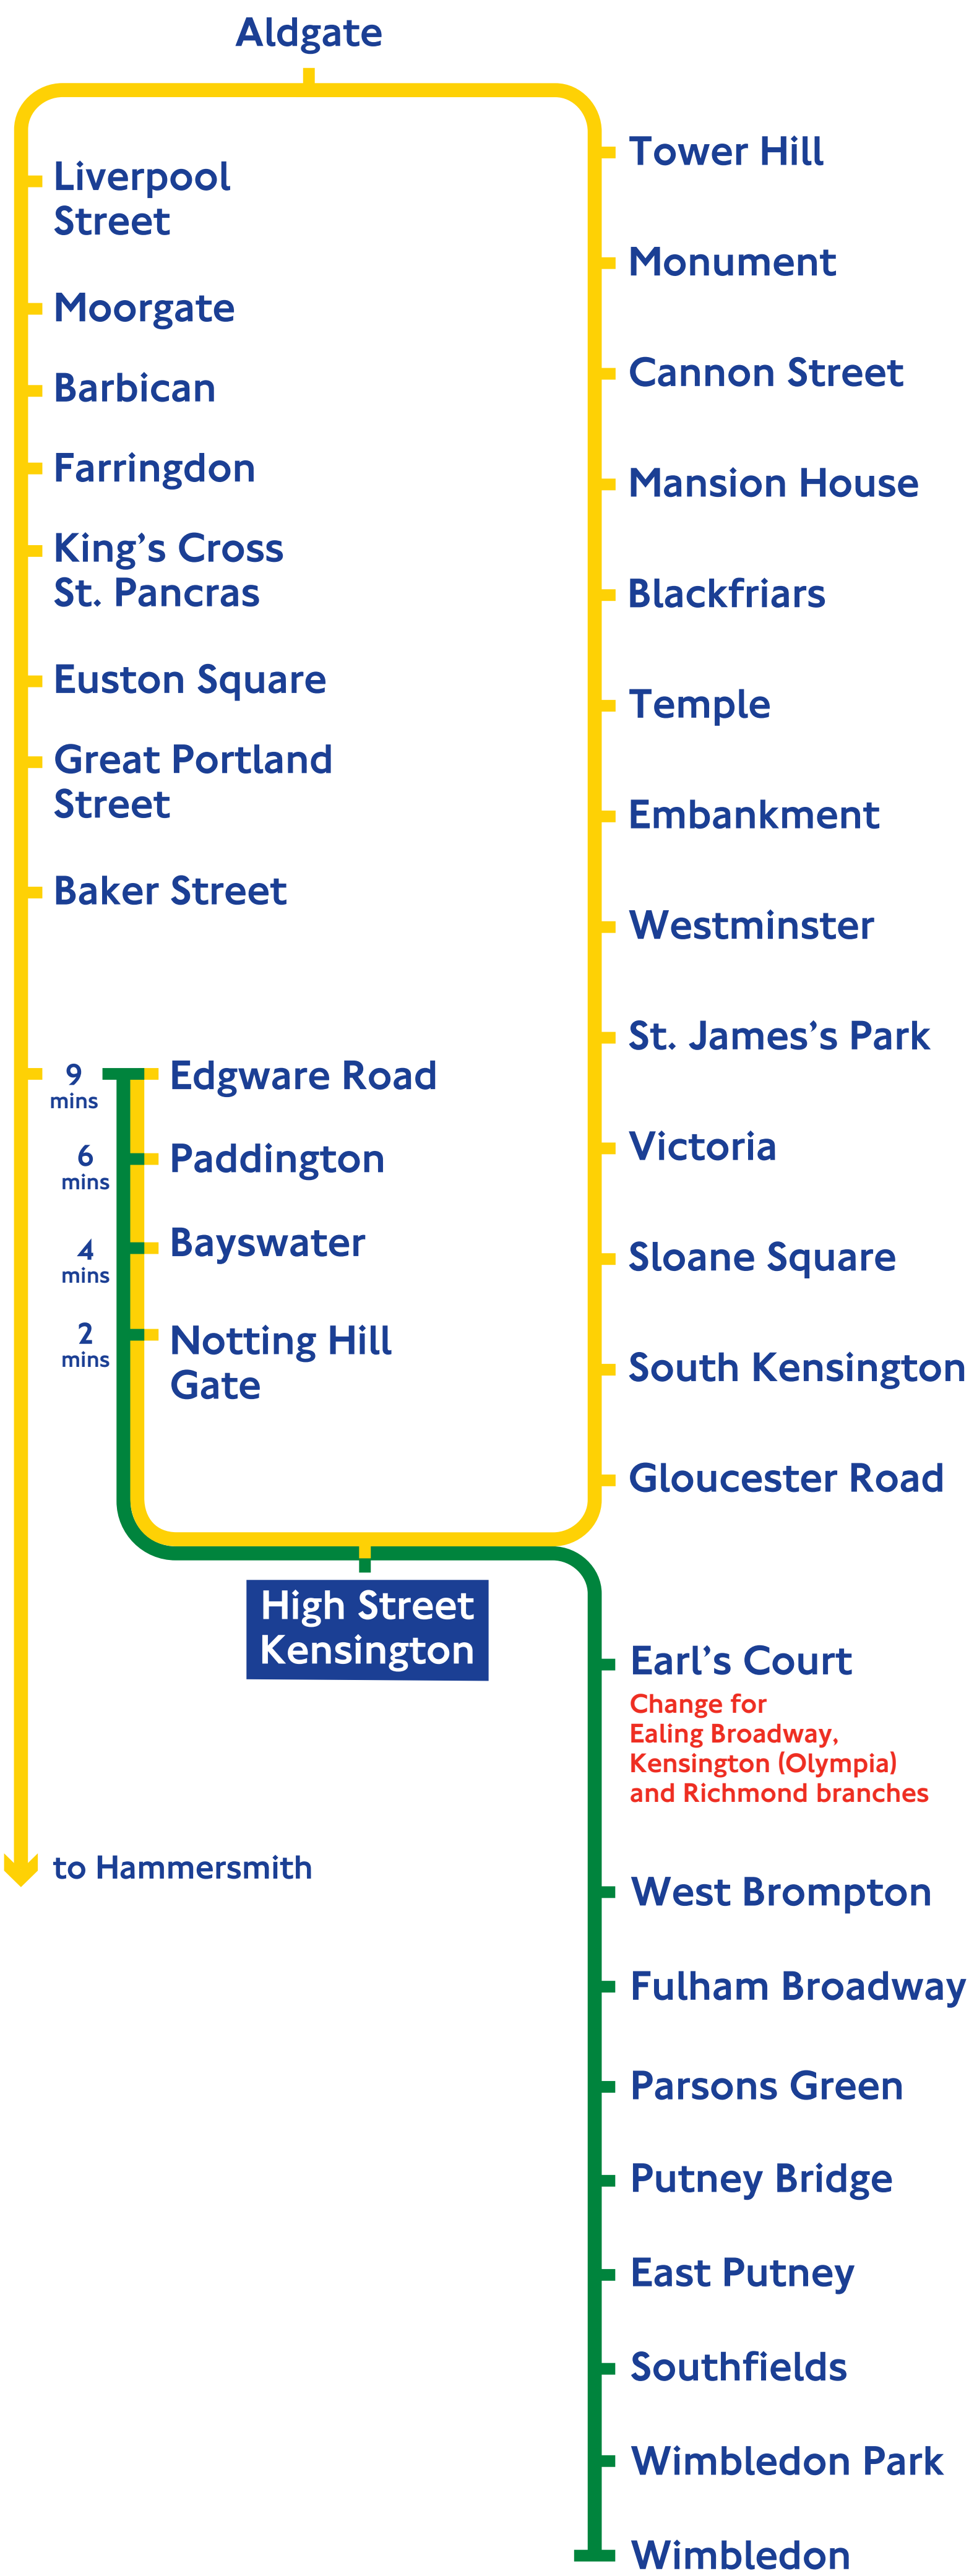 Aldgate
Liverpool
Street
Moorgate
Barbican
Farringdon
King's Cross
St. Pancras
Euston Square
Great Portland
Street
Baker Street
9
mins
Edgware Road
6
mins
Paddington
4
mins
Bayswater
2
mins
Notting Hill
Gate
High Street
Kensington
to Hammersmith
Tower Hill
Monument
Cannon Street
Mansion House
Blackfriars
Temple
Embankment
Westminster
St. James's Park
Victoria
Sloane Square
South Kensington
Gloucester Road
Earl's Court
Change for
Ealing Broadway,
Kensington (Olympia)
and Richmond branches
West Brompton
Fulham Broadway
Parsons Green
Putney Bridge
East Putney
Southfields
Wimbledon Park
Wimbledon